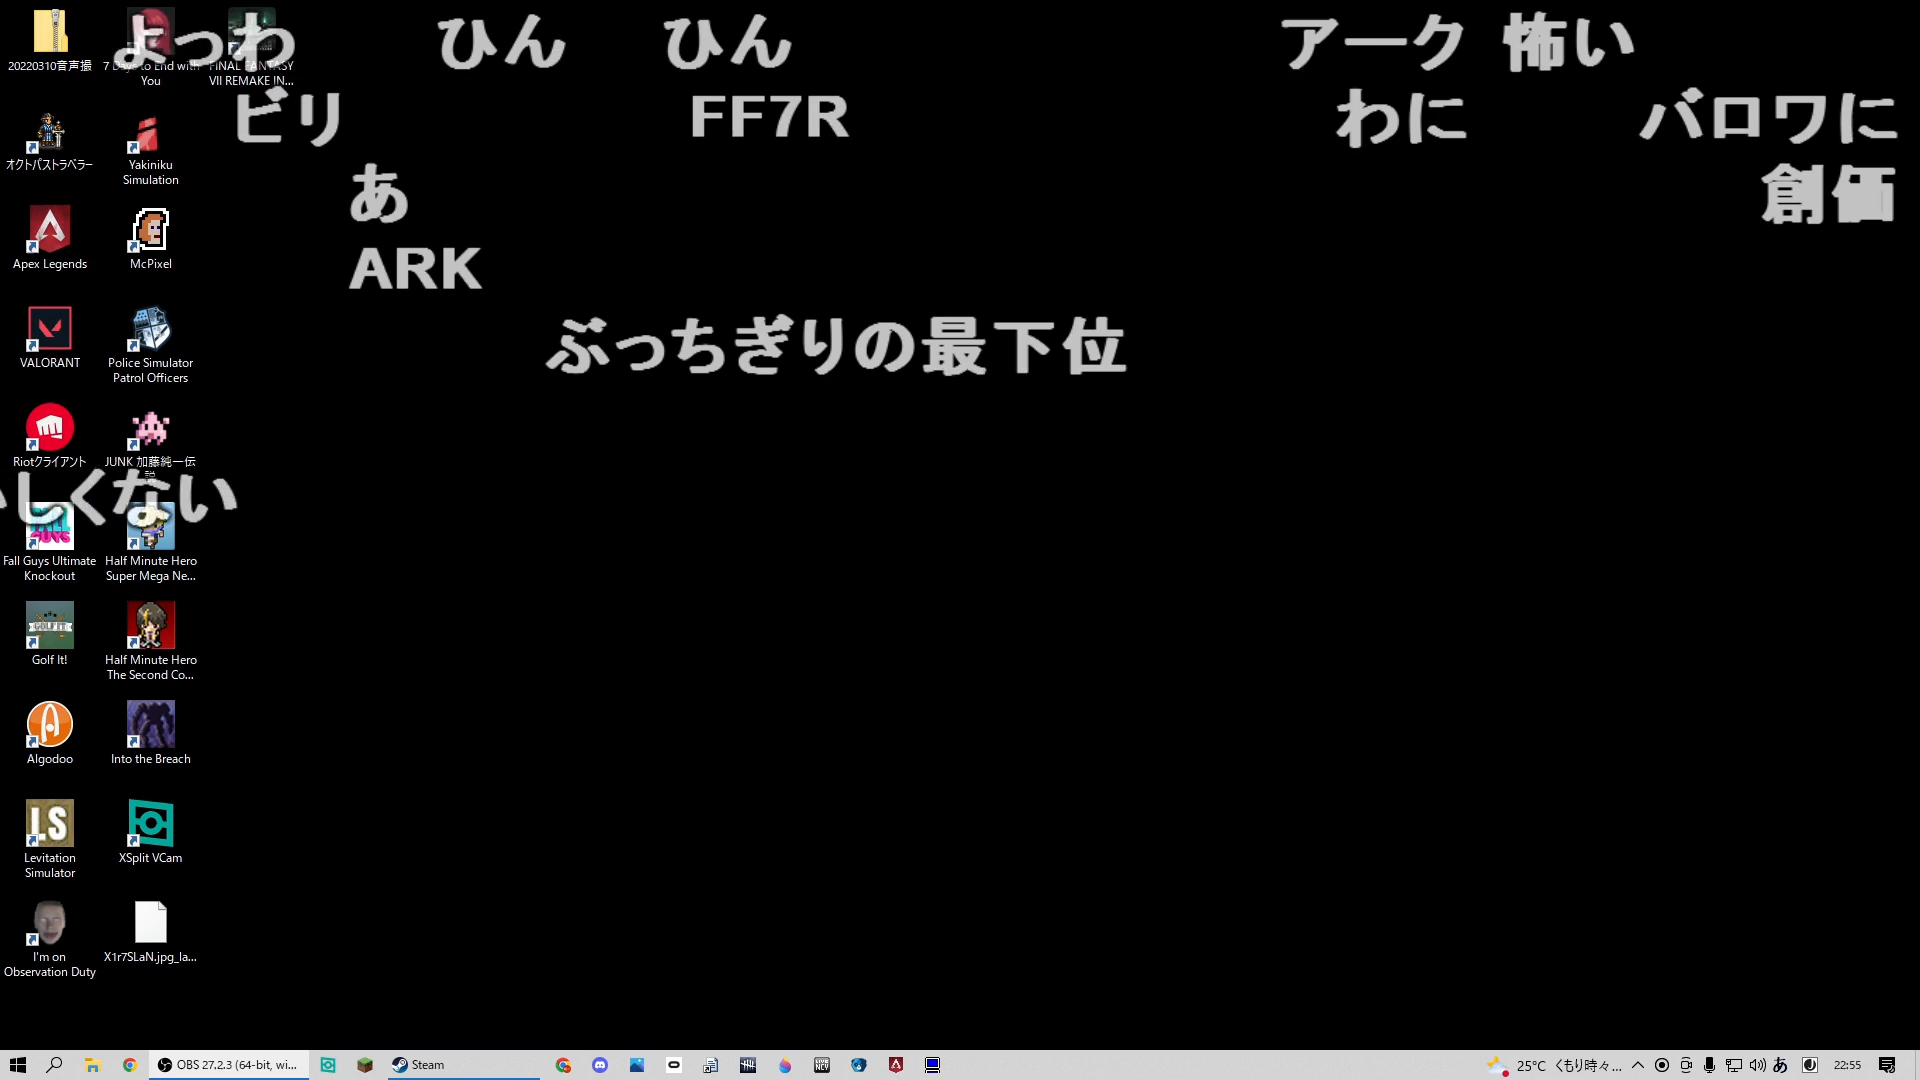 よっわ
ひん
ひん
アーク
怖い
ビリ
FF7R
わに
バロワに
あ
創価
ARK
ぶっちぎりの最下位
しくない
20220310音声撮
7 Days to End with
You
FINAL FANTASY
VII REMAKE IN...
オクトパストラベラー
Yakiniku
Simulation
Apex Legends
McPixel
VALORANT
Police Simulator
Patrol Officers
Riotクライアント
JUNK 加藤純一伝
説
Fall Guys Ultimate
Knockout
Half Minute Hero
Super Mega Ne...
Golf It!
Half Minute Hero
The Second Co...
Algodoo
Into the Breach
Levitation
Simulator
XSplit VCam
I'm on
Observation Duty
X1r7SLaN.jpg_la...
OBS 27.2.3 (64-bit, wi...
Steam
25°C くもり時々...
あ
22:55